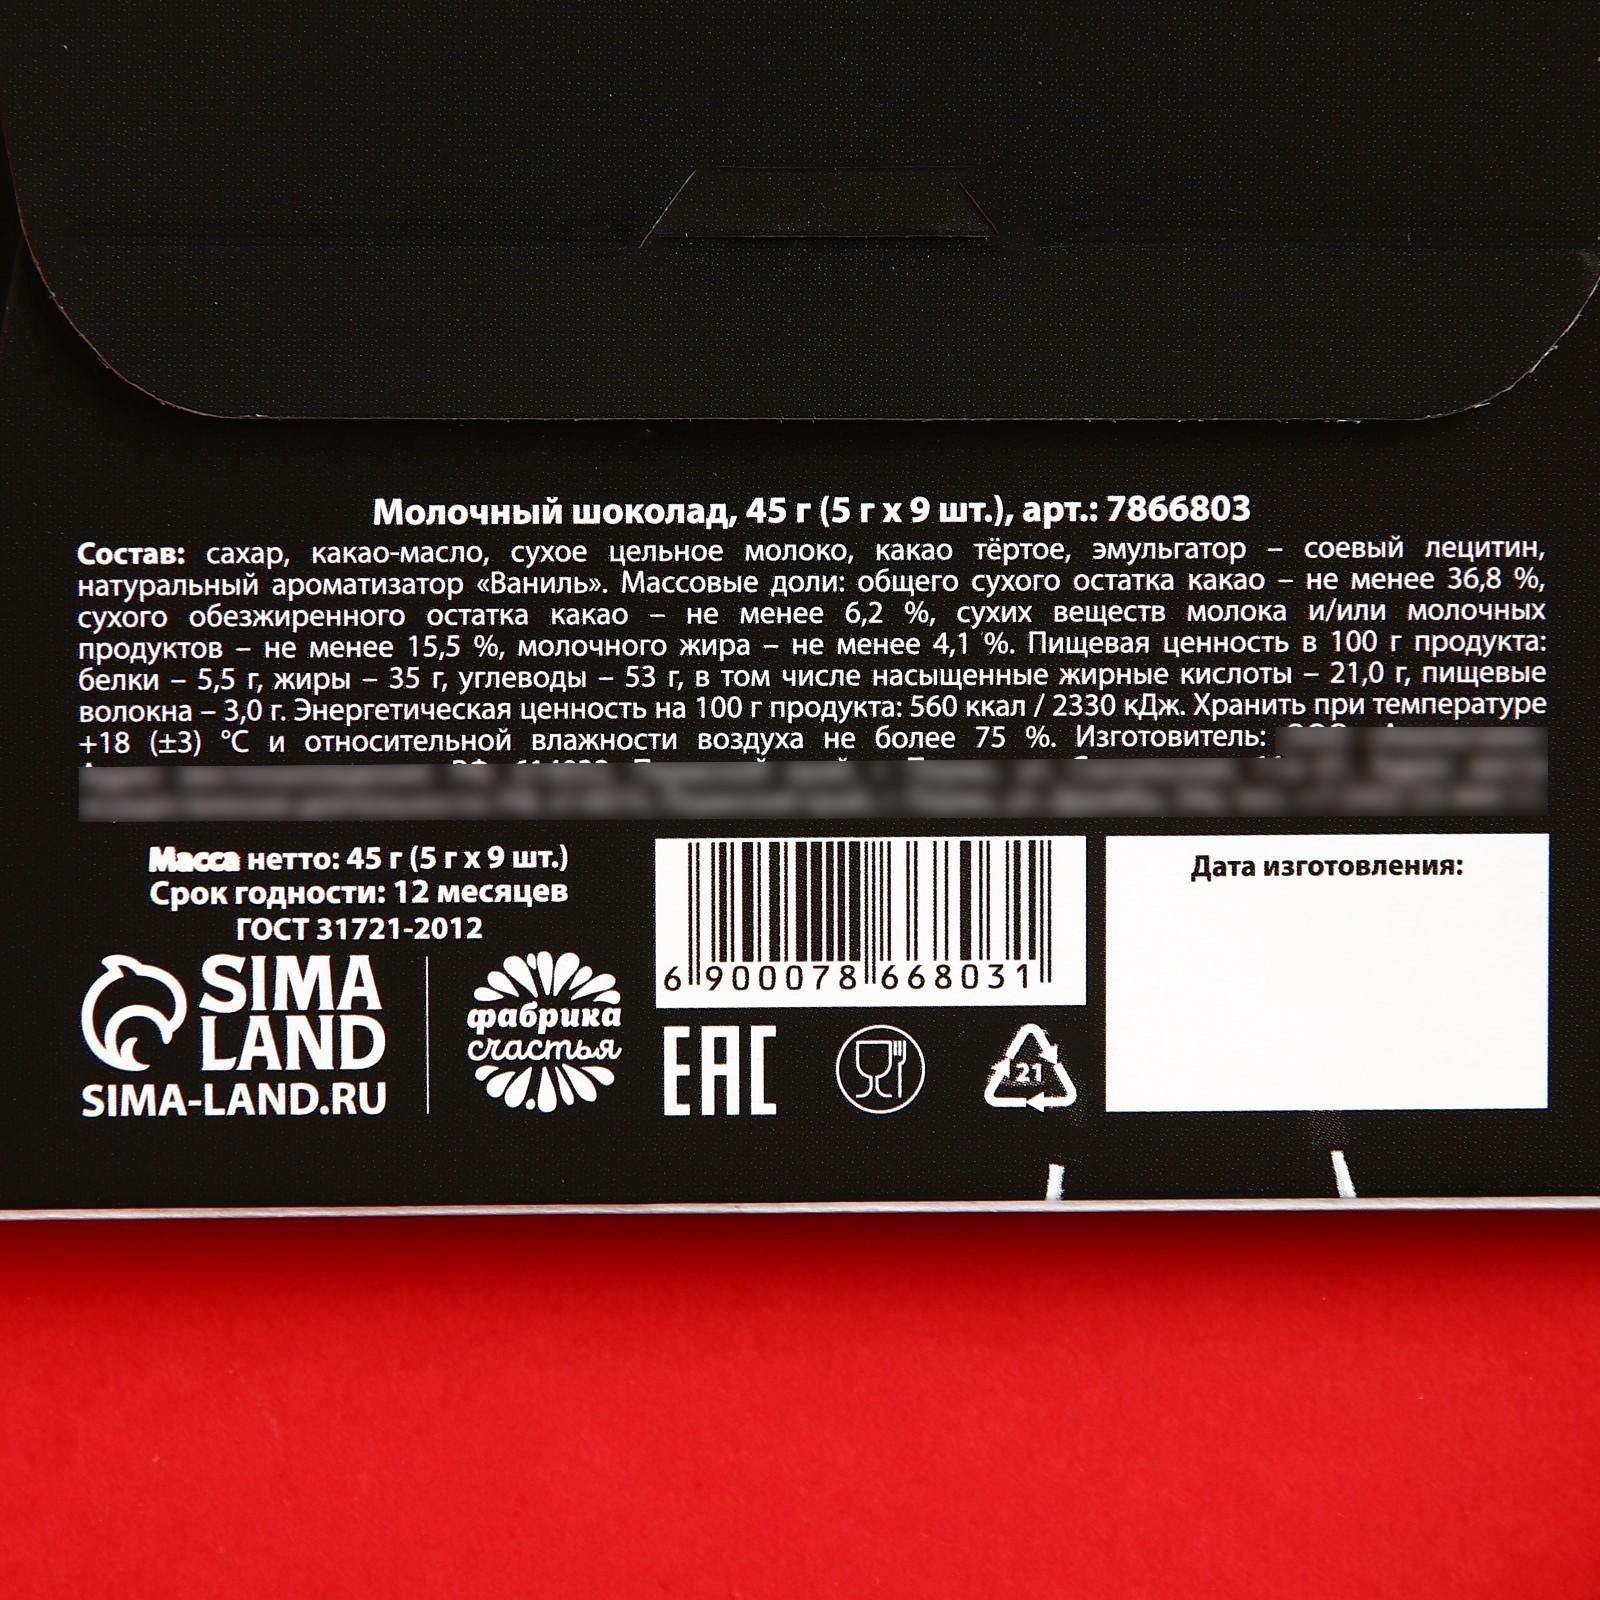 Молочный шоколад, 45 г (5 г х 9 шт.), арт.: 7866803
Состав: сахар, какао-масло, сухое цельное молоко, какао тёртое, эмульгатор – соевый лецитин,
натуральный ароматизатор «Ваниль». Массовые доли: общего сухого остатка какао – не менее 36,8 %,
сухого обезжиренного остатка какао – не менее 6,2 %, сухих веществ молока и/или молочных
продуктов – не менее 15,5 %, молочного жира – не менее 4,1 %. Пищевая ценность в 100 г продукта:
белки – 5,5 г, жиры – 35 г, углеводы – 53 г, в том числе насыщенные жирные кислоты – 21,0 г, пищевые
волокна – 3,0 г. Энергетическая ценность на 100 г продукта: 560 ккал / 2330 кДж. Хранить при температуре
+18 (±3) °С и относительной влажности воздуха не более 75 %. Изготовитель:
Масса нетто: 45 г (5 г х 9 шт.)
Срок годности: 12 месяцев
ГОСТ 31721-2012
SIMA
LAND
SIMA-LAND.RU
фабрика
счастья
6 900078 668031
EAC
21
Дата изготовления: